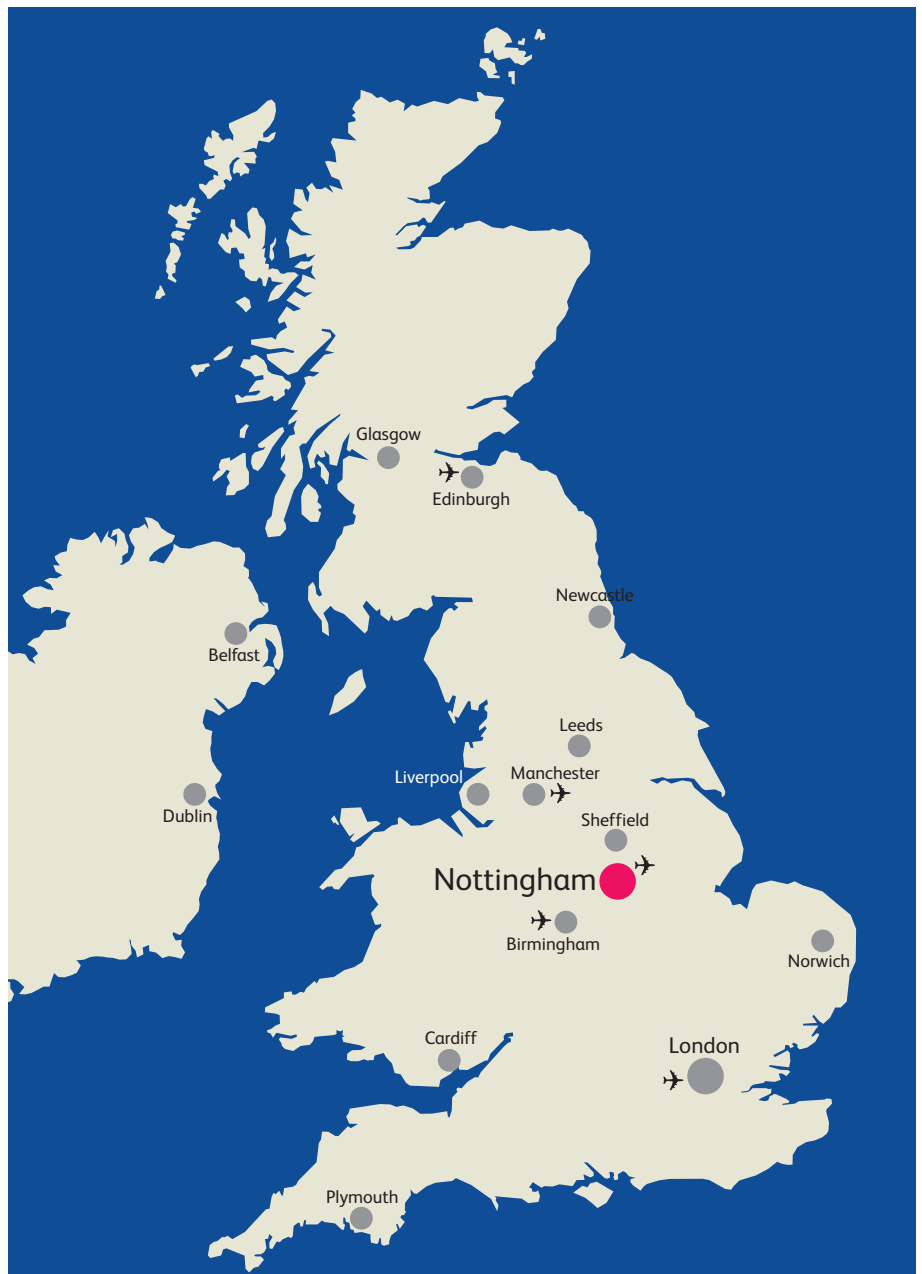 Glasgow
Edinburgh
Newcastle
Belfast
Leeds
Liverpool
Manchester
Dublin
Sheffield
Nottingham
Birmingham
Norwich
Cardiff
London
Plymouth